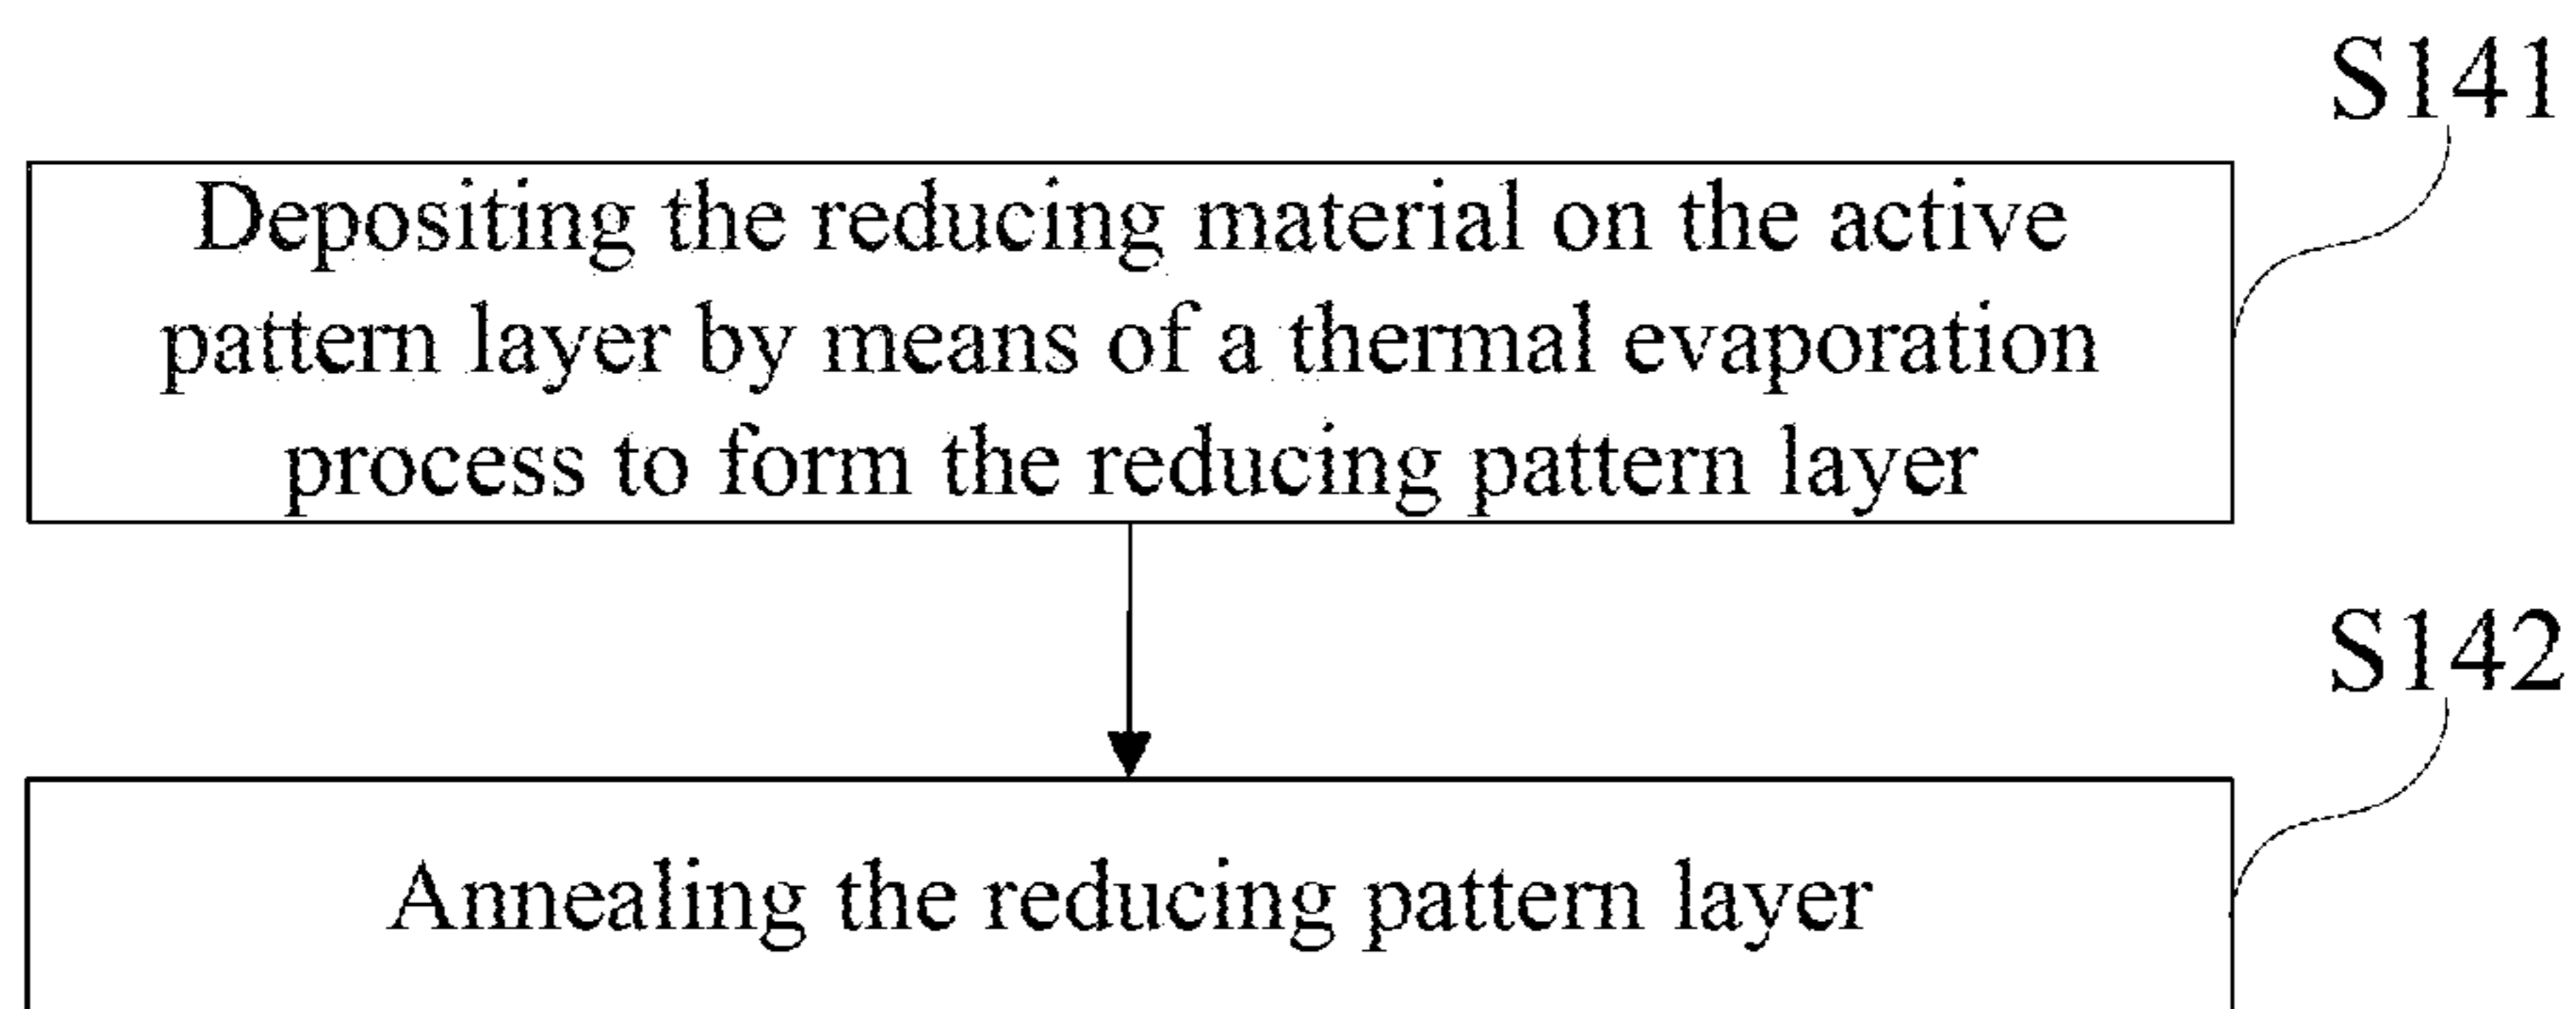 S141
Depositing the reducing material on the active
pattern layer by means of a thermal evaporation
process to form the reducing pattern layer
S142
Annealing the reducing pattern layer